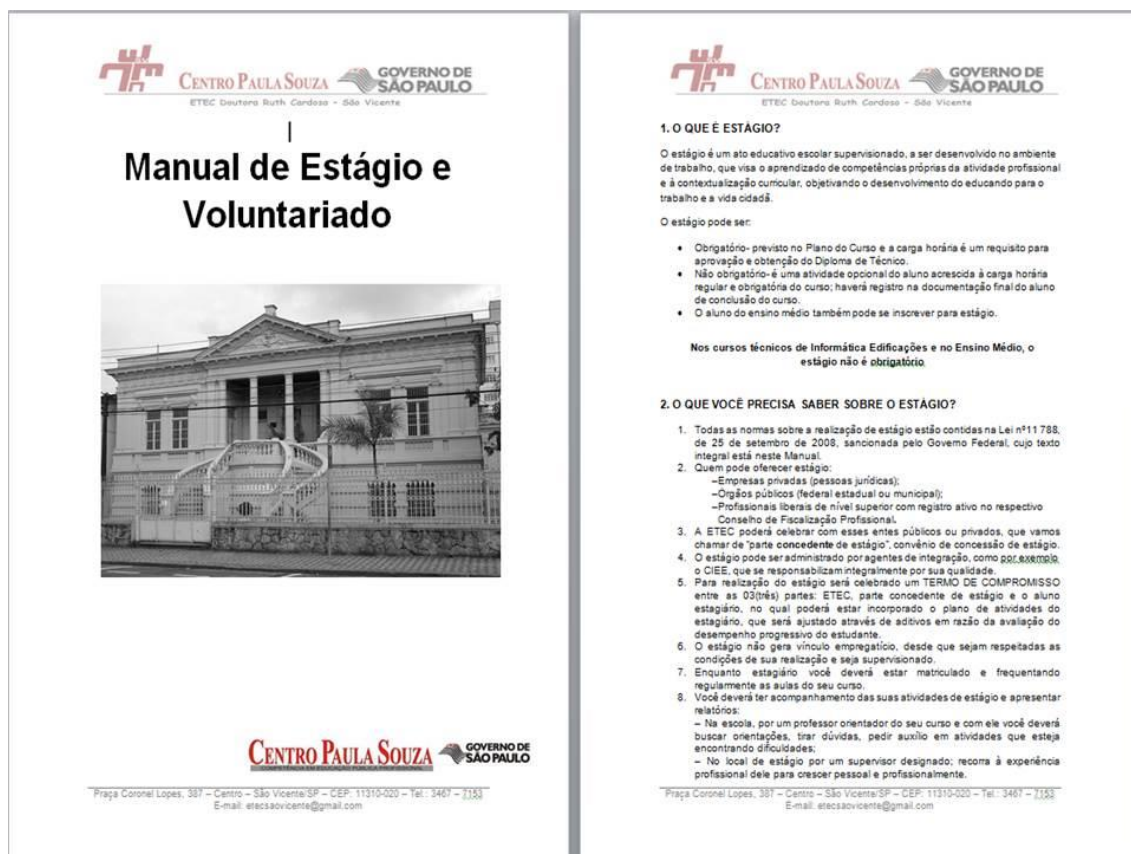 CENTRO PAULA SOUZA
GOVERNO DE
SÃO PAULO
ETEC Doutora Ruth Cardoso - São Vicente
Manual de Estágio e
Voluntariado
CENTRO PAULA SOUZA
COMPETÊNCIA EM EDUCAÇÃO PÚBLICA PROFISSIONAL
GOVERNO DE
SÃO PAULO
Praça Coronel Lopes, 387 – Centro – São Vicente/SP – CEP: 11310-020 – Tel.: 3467 – 7153
E-mail: etecsaovicente@gmail.com
CENTRO PAULA SOUZA
GOVERNO DE
SÃO PAULO
ETEC Doutora Ruth Cardoso - São Vicente
1. O QUE É ESTÁGIO?
O estágio é um ato educativo escolar supervisionado, a ser desenvolvido no ambiente
de trabalho, que visa o aprendizado de competências próprias da atividade profissional
e à contextualização curricular, objetivando o desenvolvimento do educando para o
trabalho e a vida cidadã.
O estágio pode ser:
• Obrigatório- previsto no Plano do Curso e a carga horária é um requisito para
aprovação e obtenção do Diploma de Técnico.
• Não obrigatório- é uma atividade opcional do aluno acrescida à carga horária
regular e obrigatória do curso; haverá registro na documentação final do aluno
de conclusão do curso.
• O aluno do ensino médio também pode se inscrever para estágio.
Nos cursos técnicos de Informática Edificações e no Ensino Médio, o
estágio não é obrigatório
2. O QUE VOCÊ PRECISA SABER SOBRE O ESTÁGIO?
1. Todas as normas sobre a realização de estágio estão contidas na Lei nº11 788,
de 25 de setembro de 2008, sancionada pelo Governo Federal, cujo texto
integral está neste Manual.
2. Quem pode oferecer estágio:
–Empresas privadas (pessoas jurídicas);
–Orgãos públicos (federal estadual ou municipal);
–Profissionais liberais de nível superior com registro ativo no respectivo
Conselho de Fiscalização Profissional.
3. A ETEC poderá celebrar com esses entes públicos ou privados, que vamos
chamar de "parte concedente de estágio", convênio de concessão de estágio.
4. O estágio pode ser administrado por agentes de integração, como por exemplo
o CIEE, que se responsabilizam integralmente por sua qualidade.
5. Para realização do estágio será celebrado um TERMO DE COMPROMISSO
entre as 03(três) partes: ETEC, parte concedente de estágio e o aluno
estagiário, no qual poderá estar incorporado o plano de atividades do
estagiário, que será ajustado através de aditivos em razão da avaliação do
desempenho progressivo do estudante.
6. O estágio não gera vínculo empregatício, desde que sejam respeitadas as
condições de sua realização e seja supervisionado.
7. Enquanto estagiário você deverá estar matriculado e frequentando
regularmente as aulas do seu curso.
8. Você deverá ter acompanhamento das suas atividades de estágio e apresentar
relatórios:
– Na escola, por um professor orientador do seu curso e com ele você deverá
buscar orientações, tirar dúvidas, pedir auxílio em atividades que esteja
encontrando dificuldades;
– No local de estágio por um supervisor designado; recorra à experiência
profissional dele para crescer pessoal e profissionalmente.
Praça Coronel Lopes, 387 – Centro – São Vicente/SP – CEP: 11310-020 – Tel.: 3467 – 7153
E-mail: etecsaovicente@gmail.com